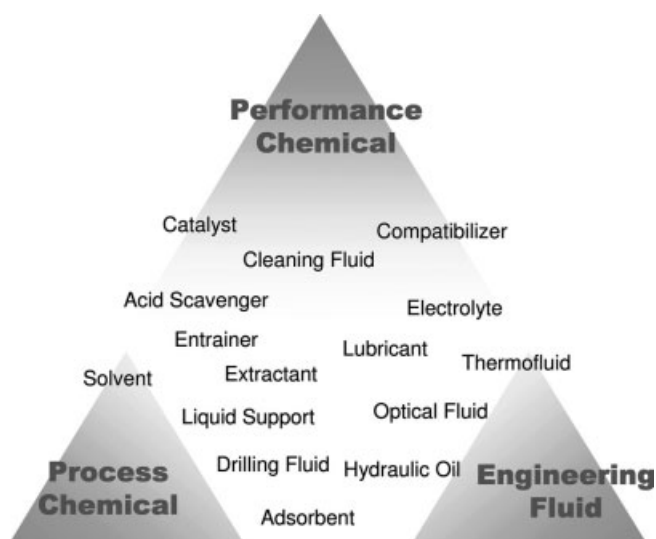 Performance
Chemical
Catalyst
Compatibilizer
Cleaning Fluid
Acid Scavenger
Electrolyte
Entrainer
Lubricant
Thermofluid
Solvent
Extractant
Liquid Support
Optical Fluid
Process
Chemical
Drilling Fluid
Hydraulic Oil
Engineering
Fluid
Adsorbent